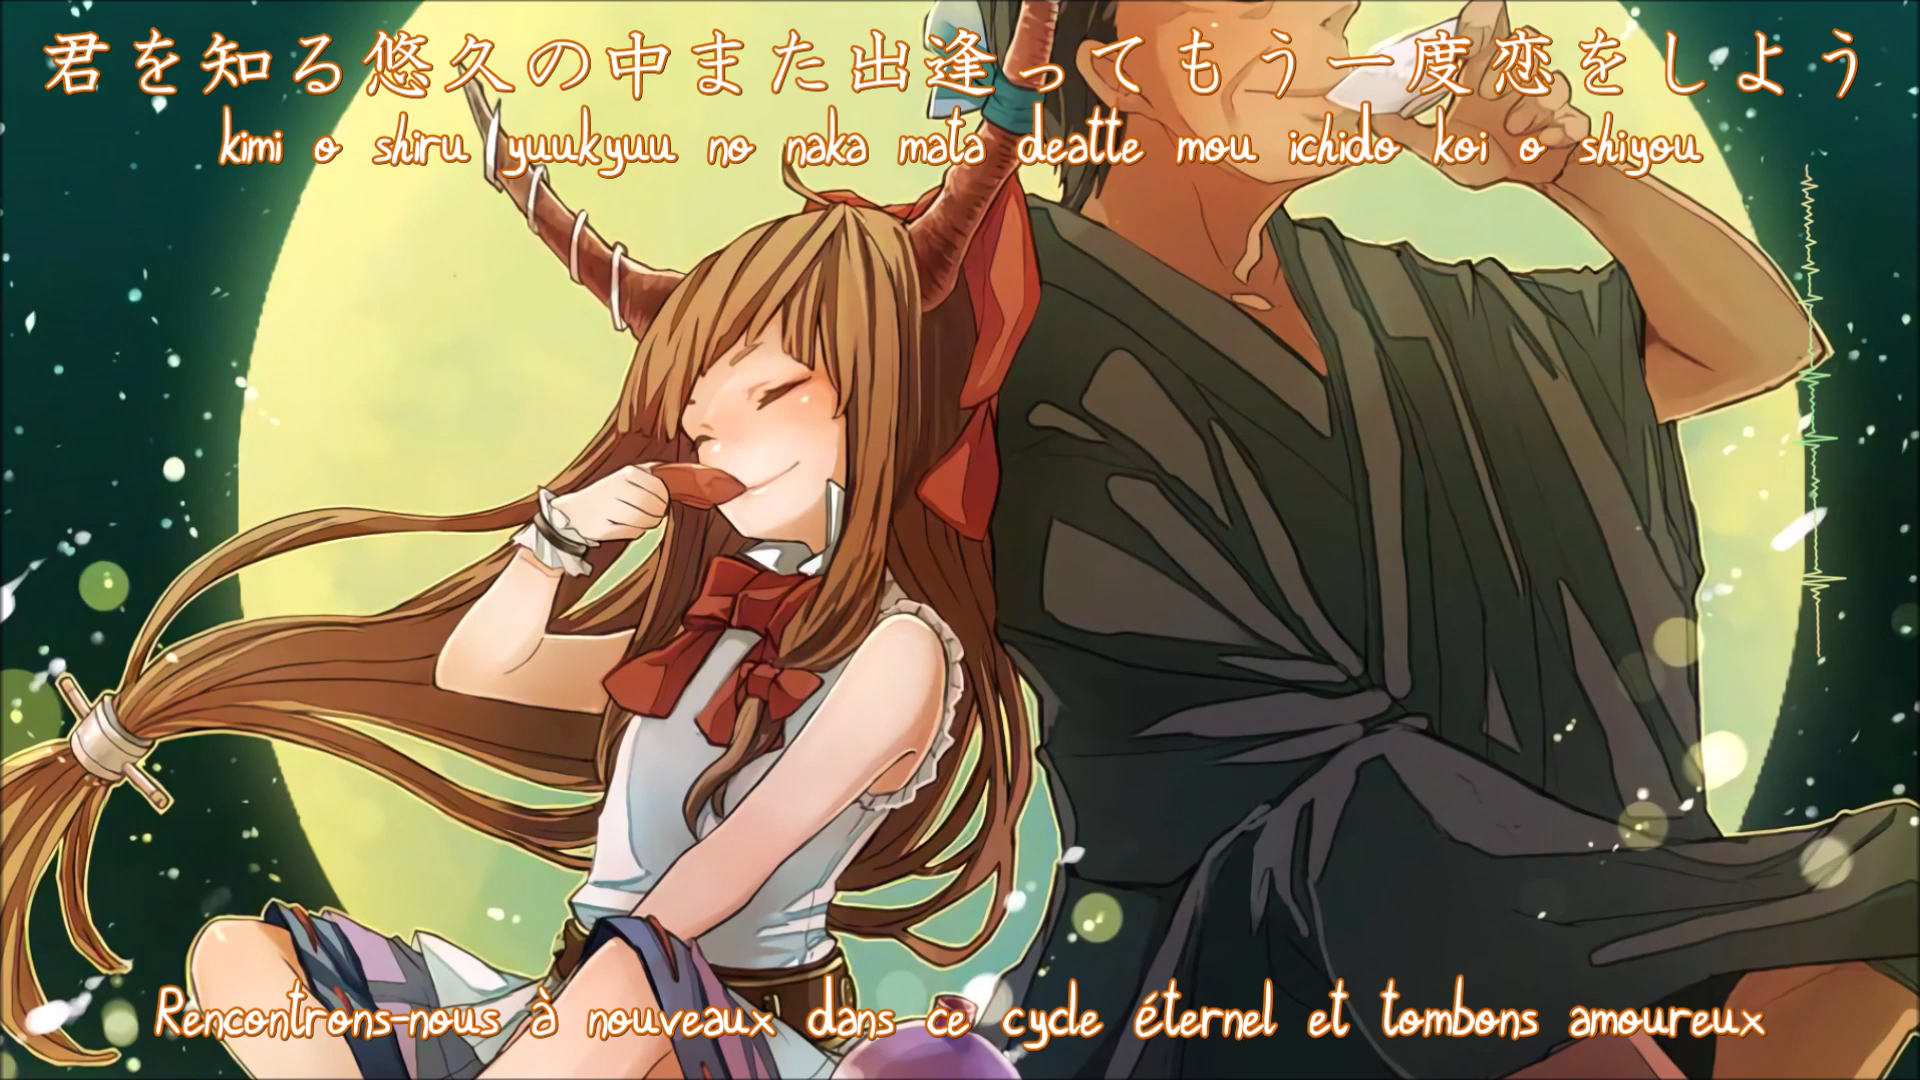 君を知る悠久の中また出逢ってもう一度恋をしよう
kimi o shiru yuukyuu no naka mata deatte mou ichido koi o shiyou
Rencontrons-nous à nouveaux dans ce cycle éternel et tombons amoureux